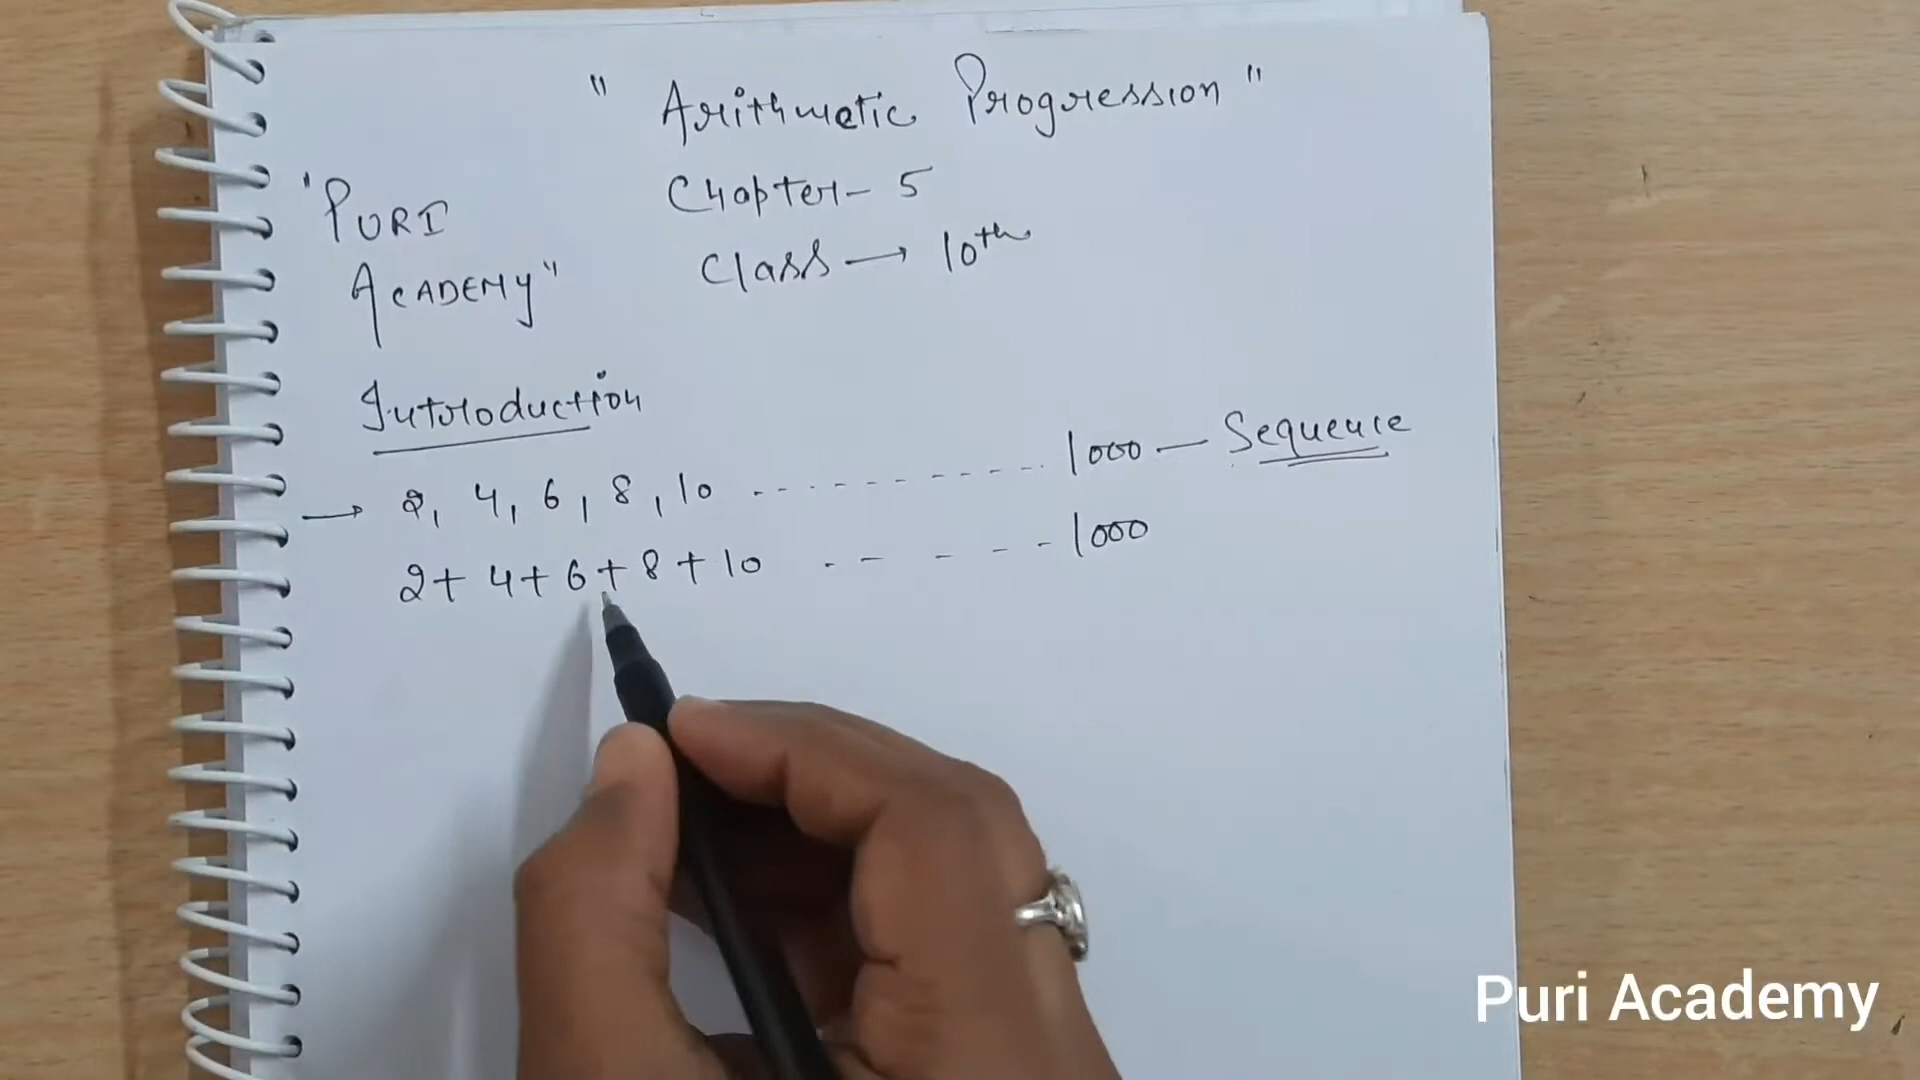 " Arithmetic Progression "
Chapter - 5
Class → 10th
"PURI
ACADEMY"
Introduction
→ 2, 4, 6, 8, 10 ............ 1000 — Sequence
2+ 4+ 6+ 8 + 10 . - - - - - 1000
Puri Academy